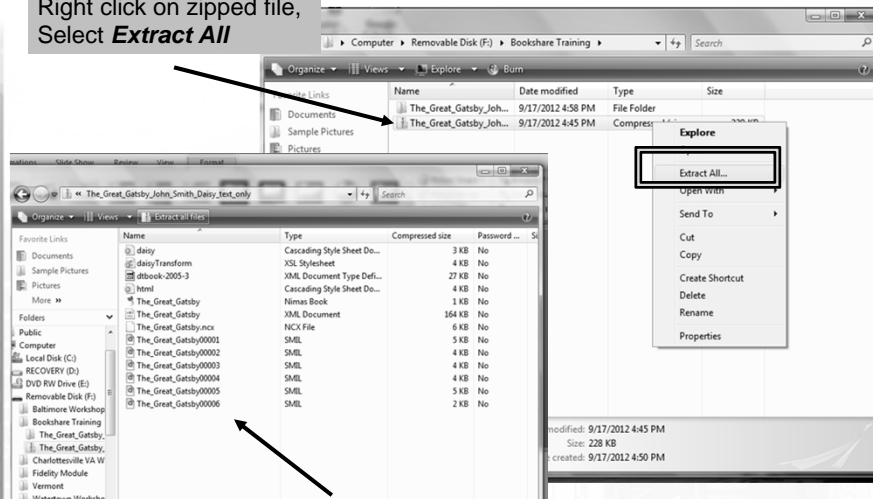 Right click on zipped file,
Select Extract All
Computer ▸ Removable Disk (F:) ▸ Bookshare Training ▸
Search
Organize Views Explore Burn
Favorite Links
Documents
Sample Pictures
Pictures
Name Date modified Type Size
The_Great_Gatsby_Joh... 9/17/2012 4:58 PM File Folder
The_Great_Gatsby_Joh... 9/17/2012 4:45 PM
Explore
Extract All...
Open With
Send To
Cut
Copy
Create Shortcut
Delete
Rename
Properties
modified: 9/17/2012 4:45 PM
Size: 228 KB
created: 9/17/2012 4:50 PM
Slide Show Review View Format
« The_Great_Gatsby_John_Smith_Daisy_text_only
Search
Organize Views Extract all files
Favorite Links
Documents
Sample Pictures
Pictures
More »
Folders
Public
Computer
Local Disk (C:)
RECOVERY (D:)
DVD RW Drive (E:)
Removable Disk (F:)
Baltimore Workshop
Bookshare Training
The_Great_Gatsby_
The_Great_Gatsby,
Charlottesville VA W
Fidelity Module
Vermont
Name Type Compressed size Password ... Si
daisy Cascading Style Sheet Do... 3 KB No
daisyTransform XSL Stylesheet 4 KB No
dtbook-2005-3 XML Document Type Defi... 27 KB No
html Cascading Style Sheet Do... 4 KB No
The_Great_Gatsby Nimas Book 1 KB No
The_Great_Gatsby XML Document 164 KB No
The_Great_Gatsby.ncx NCX File 6 KB No
The_Great_Gatsby00001 SMIL 5 KB No
The_Great_Gatsby00002 SMIL 4 KB No
The_Great_Gatsby00003 SMIL 4 KB No
The_Great_Gatsby00004 SMIL 4 KB No
The_Great_Gatsby00005 SMIL 5 KB No
The_Great_Gatsby00006 SMIL 2 KB No